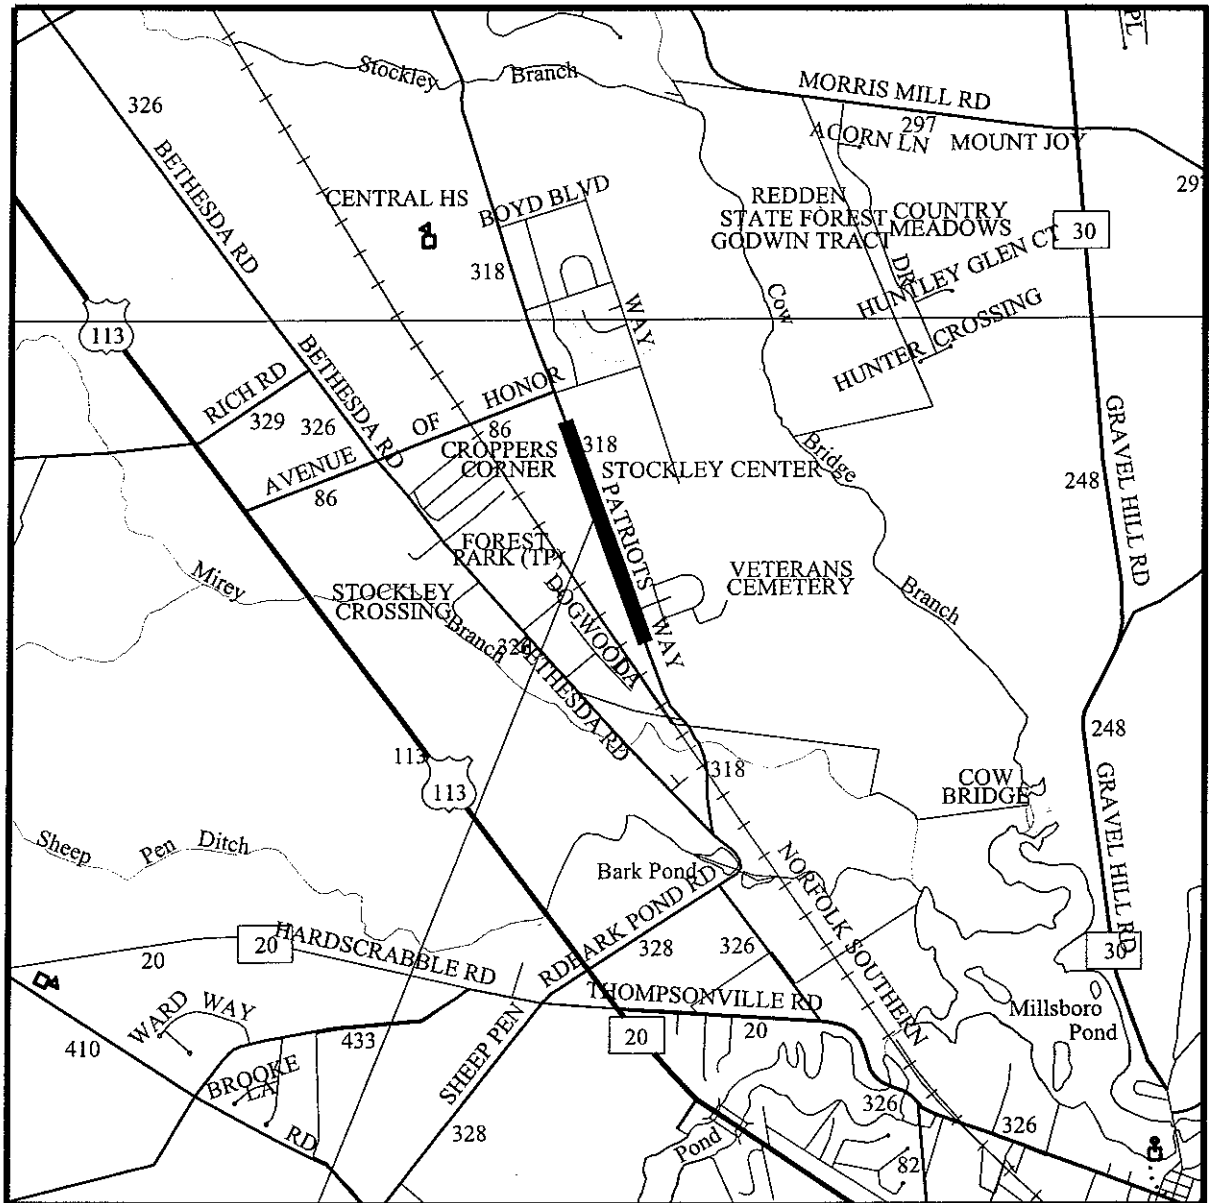 PL
Stockley Branch
MORRIS MILL RD
326
297
ACORN LN
MOUNT JOY
BETHESDA RD
CENTRAL HS
BOYD BLVD
REDDEN
STATE FOREST
GODWIN TRACT
COUNTRY
MEADOWS
29
30
DR
HUNTLEY GLEN CT
318
WAY
Cow
113
HUNTER CROSSING
BETHESDA RD
RICH RD
329
326
AVENUE OF HONOR
86
86
CROPPERS
CORNER
318
STOCKLEY CENTER
Bridge
GRAVEL HILL RD
248
PATRIOTS WAY
FOREST
PARK (TP)
VETERANS
CEMETERY
Mirey
STOCKLEY
CROSSING
Branch
DOGWOODA
Branch
326
BETHESDA RD
248
113
113
318
COW
BRIDGE
GRAVEL HILL RD
Sheep Pen Ditch
Bark Pond
NORFOLK SOUTHERN
BARK POND RD
328
326
20
HARDSCRABBLE RD
20
30
RD
THOMPSONVILLE RD
Millsboro
Pond
WARD WAY
433
410
SHEEP PEN
20
20
BROOKE
LA
RD
328
326
326
Pond
82